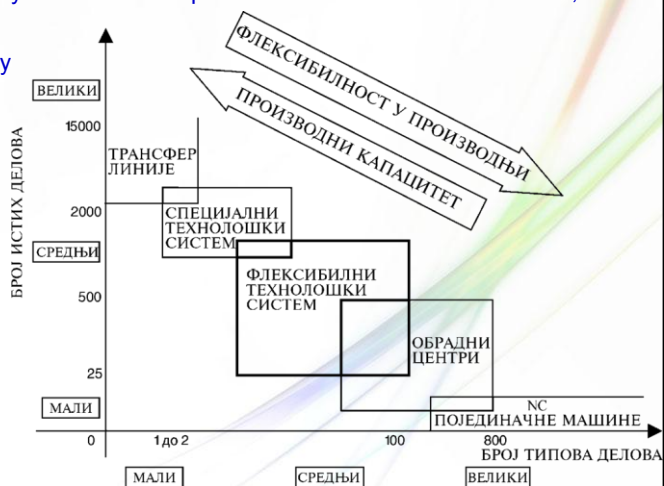 у
ФЛЕКСИБИЛНОСТ У ПРОИЗВОДЊИ
ПРОИЗВОДНИ КАПАЦИТЕТ
БРОЈ ИСТИХ ДЕЛОВА
ВЕЛИКИ
15000
ТРАНСФЕР
ЛИНИЈЕ
2000
СПЕЦИЈАЛНИ
ТЕХНОЛОШКИ
СИСТЕМ
СРЕДЊИ
ФЛЕКСИБИЛНИ
ТЕХНОЛОШКИ
СИСТЕМ
500
ОБРАДНИ
ЦЕНТРИ
25
МАЛИ
NC
ПОЈЕДИНАЧНЕ МАШИНЕ
0
1 до 2
100
800
БРОЈ ТИПОВА ДЕЛОВА
МАЛИ
СРЕДЊИ
ВЕЛИКИ